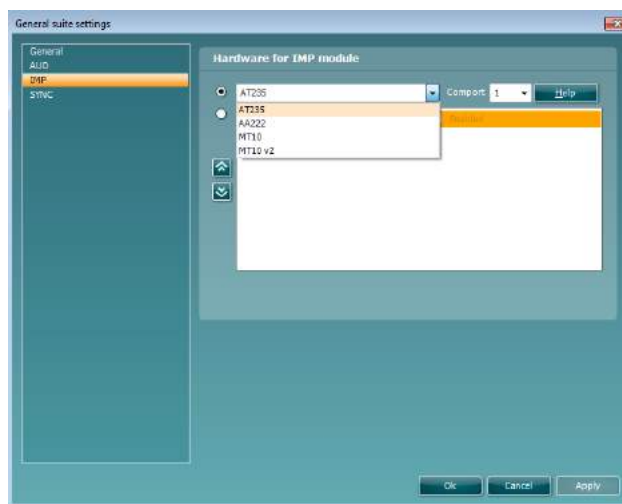 General suite settings
General
AUD
IMP
SYNC
Hardware for IMP module
AT235
Comport 1 Help
AT235
AA222
MT10
MT10 v2
Ok Cancel Apply